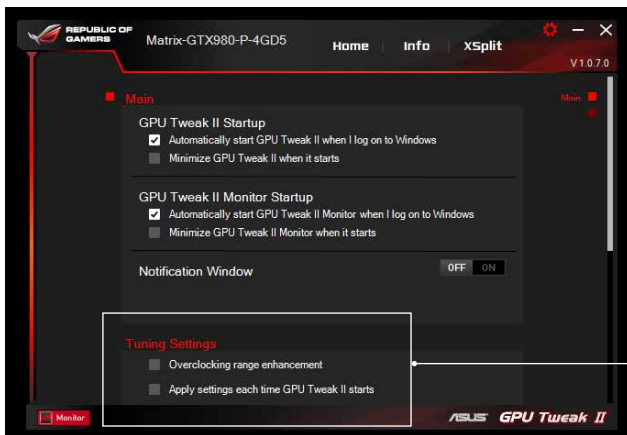 REPUBLIC OF
GAMERS
Matrix-GTX980-P-4GD5
Home
Info
XSplit
V 1.0.7.0
Main
Main
GPU Tweak II Startup
Automatically start GPU Tweak II when I log on to Windows
Minimize GPU Tweak II when it starts
GPU Tweak II Monitor Startup
Automatically start GPU Tweak II Monitor when I log on to Windows
Minimize GPU Tweak II Monitor when it starts
Notification Window
OFF ON
Tuning Settings
Overclocking range enhancement
Apply settings each time GPU Tweak II starts
Monitor
ASUS GPU Tweak II